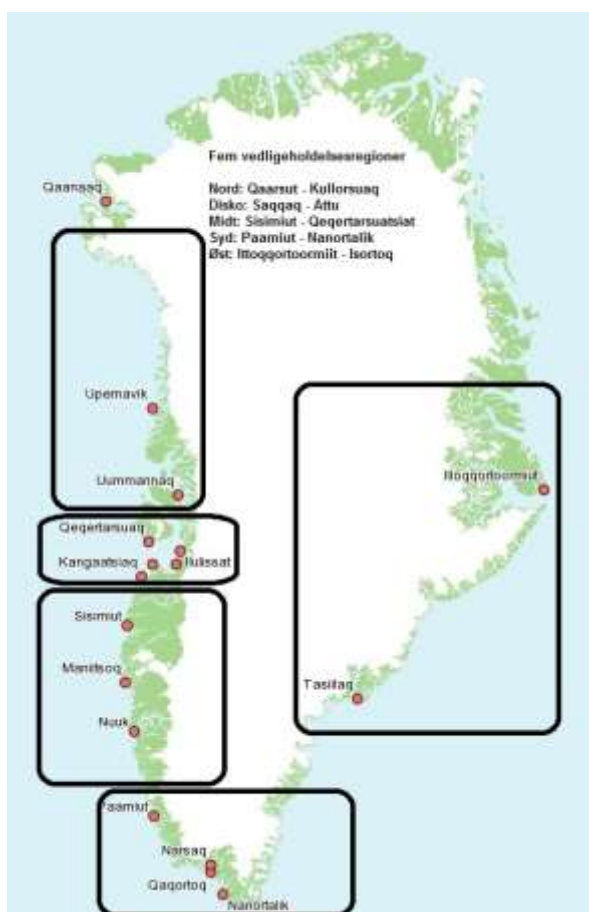 Fem vedligeholdelsesregioner
Nord: Qaarsut - Kullorsuaq
Disko: Saqqaq - Attu
Midt: Sisimiut - Qeqertarsuatsiat
Syd: Paamiut - Nanortalik
Øst: Ittoqqortoormiit - Isortoq
Qaanaaq
Upernavik
Uummannaq
Ittoqqortoormiut
Qeqertarsuaq
Kangaatsiaq
Ilulissat
Sisimiut
Maniitsoq
Tasiilaq
Nuuk
Paamiut
Narsaq
Qaqortoq
Nanortalik